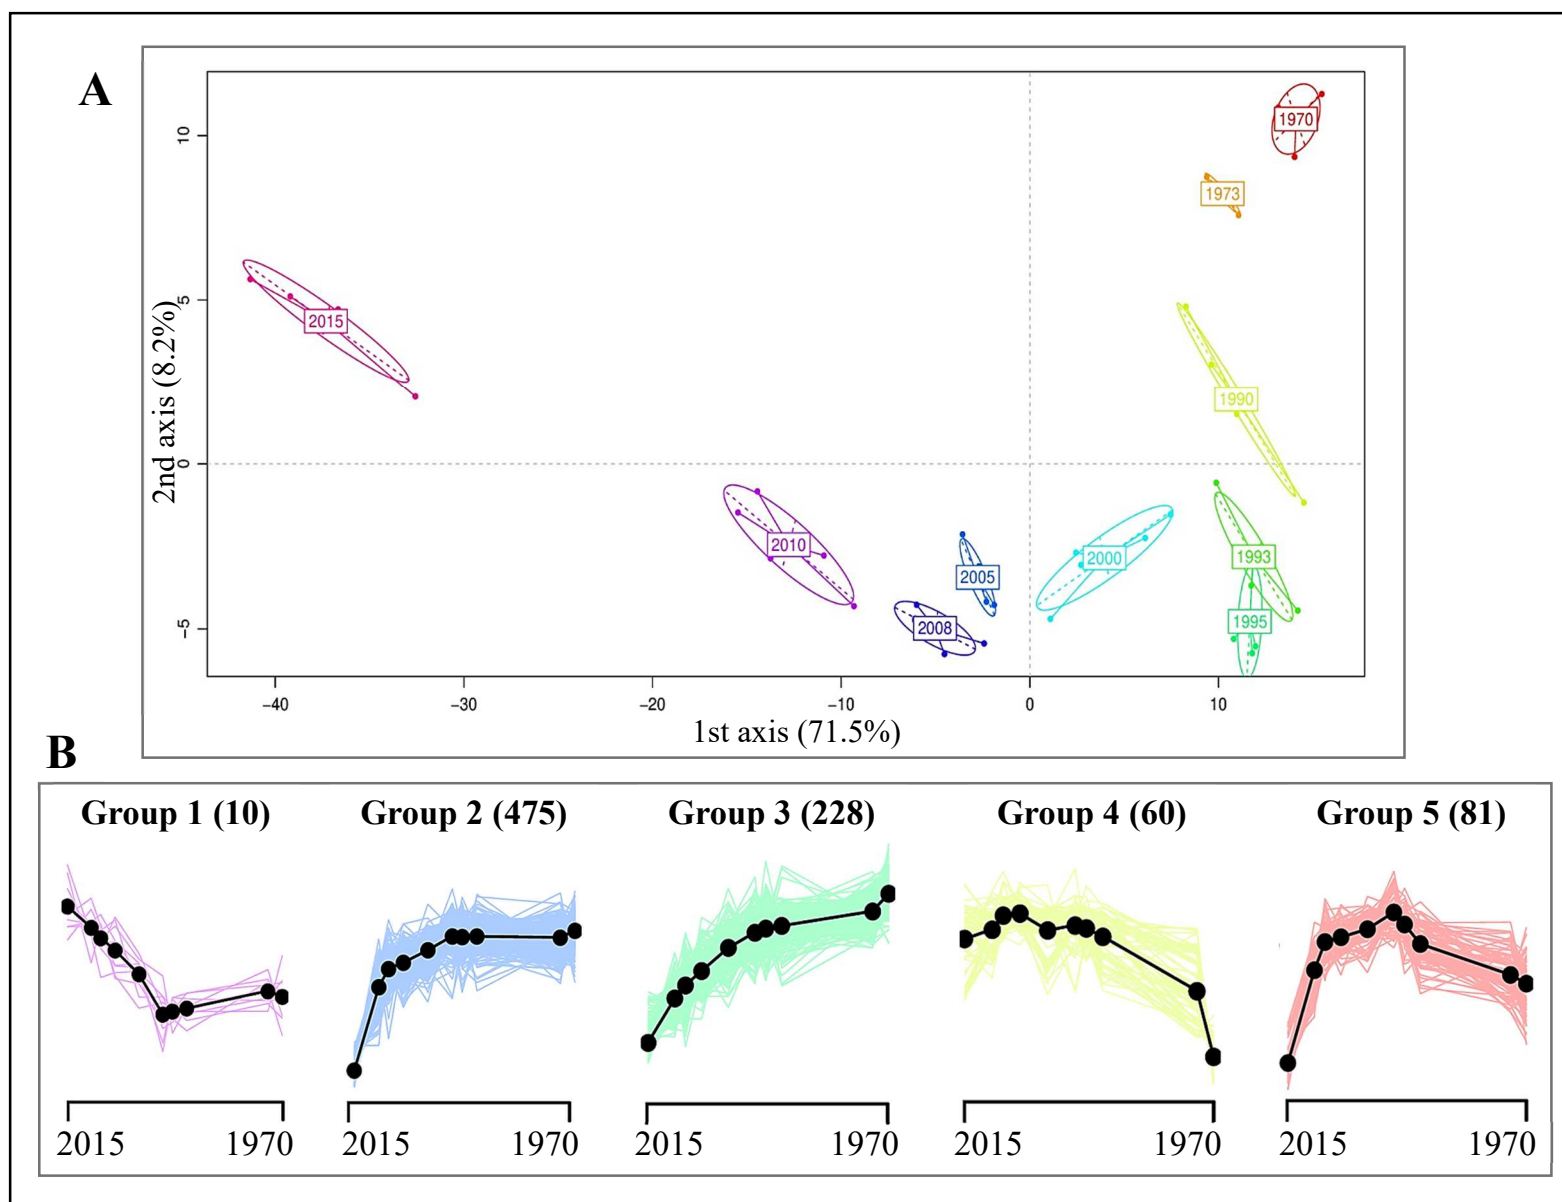 A
10
5
0
−5
2nd axis (8.2%)
1970
1973
2015
1990
2010
2005
2000
1993
2008
1995
−40
−30
−20
−10
0
10
1st axis (71.5%)
B
Group 1 (10)
Group 2 (475)
Group 3 (228)
Group 4 (60)
Group 5 (81)
2015 1970
2015 1970
2015 1970
2015 1970
2015 1970